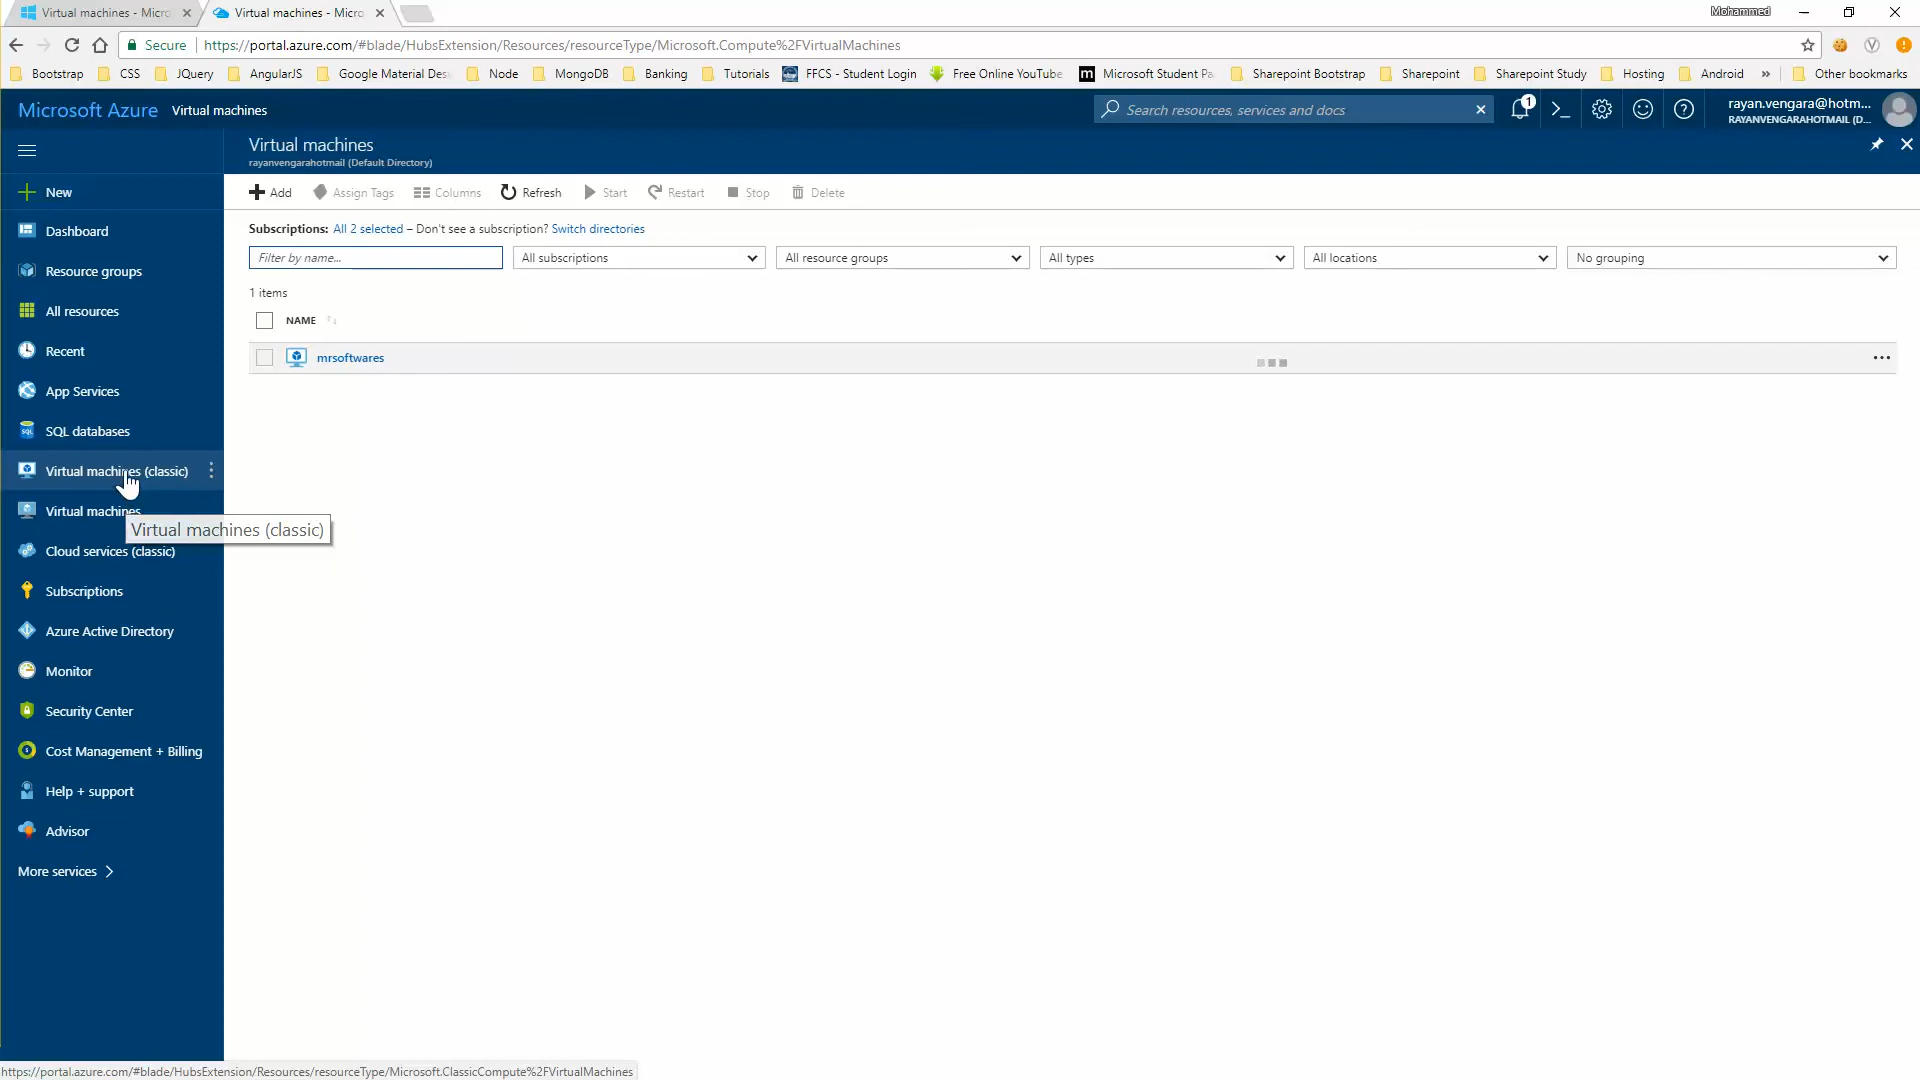 Virtual machines - Micro
Virtual machines - Micro
Mohammed
Secure
https://portal.azure.com/#blade/HubsExtension/Resources/resourceType/Microsoft.Compute%2FVirtualMachines
Bootstrap CSS JQuery AngularJS Google Material Des Node MongoDB Banking Tutorials FFCS - Student Login Free Online YouTube Microsoft Student Pa Sharepoint Bootstrap Sharepoint Sharepoint Study Hosting Android » Other bookmarks
Microsoft Azure Virtual machines
Search resources, services and docs
1
rayan.vengara@hotm...
RAYANVENGARAHOTMAIL (D...
Virtual machines
rayanvengarahotmail (Default Directory)
New
Dashboard
Resource groups
All resources
Recent
App Services
SQL databases
Virtual machines (classic)
Virtual machines
Virtual machines (classic)
Cloud services (classic)
Subscriptions
Azure Active Directory
Monitor
Security Center
Cost Management + Billing
Help + support
Advisor
More services
Add Assign Tags Columns Refresh Start Restart Stop Delete
Subscriptions: All 2 selected – Don't see a subscription? Switch directories
Filter by name... All subscriptions All resource groups All types All locations No grouping
1 items
NAME
mrsoftwares
https://portal.azure.com/#blade/HubsExtension/Resources/resourceType/Microsoft.ClassicCompute%2FVirtualMachines